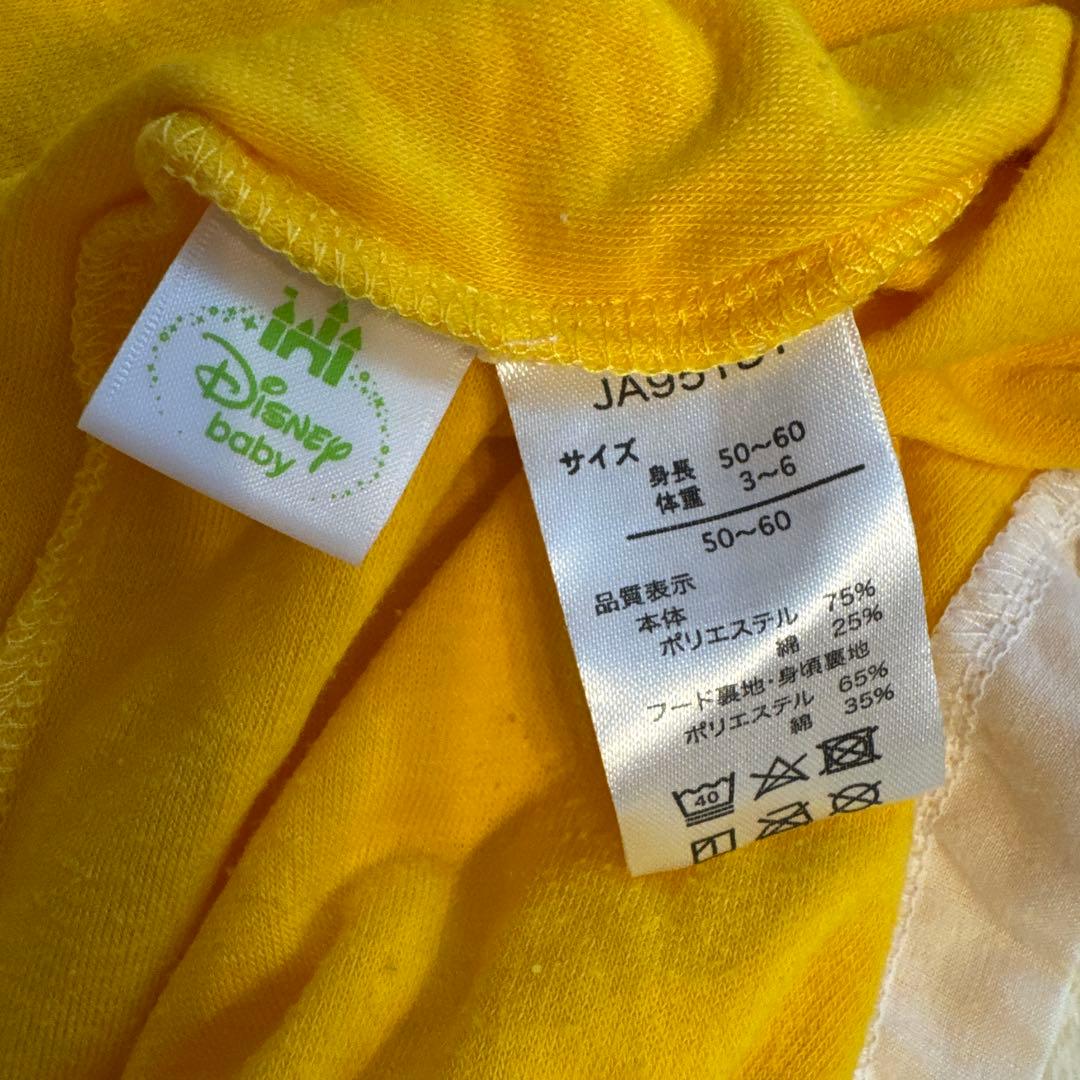 Disney
baby
サイズ
身長 50～60
体重 3～6
50～60
品質表示
本体
ポリエステル 75%
綿 25%
フード裏地・身頃裏地
ポリエステル 65%
綿 35%
40